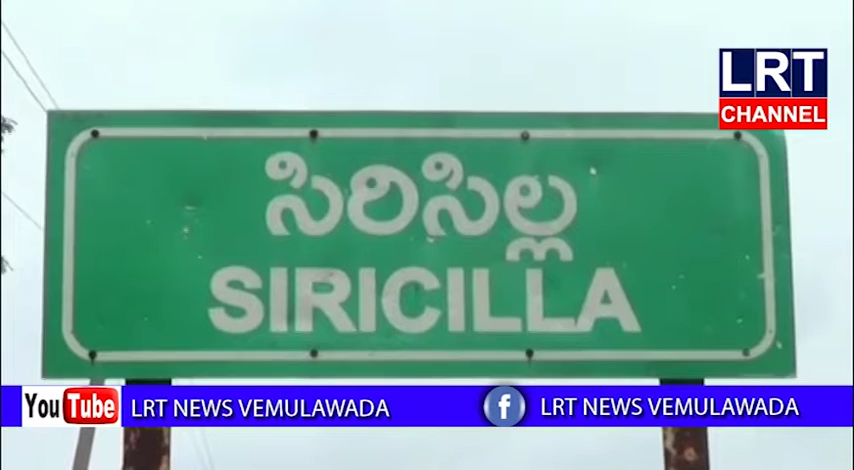 LRT
CHANNEL
సిరిసిల్ల
SIRICILLA
YouTube LRT NEWS VEMULAWADA f LRT NEWS VEMULAWADA